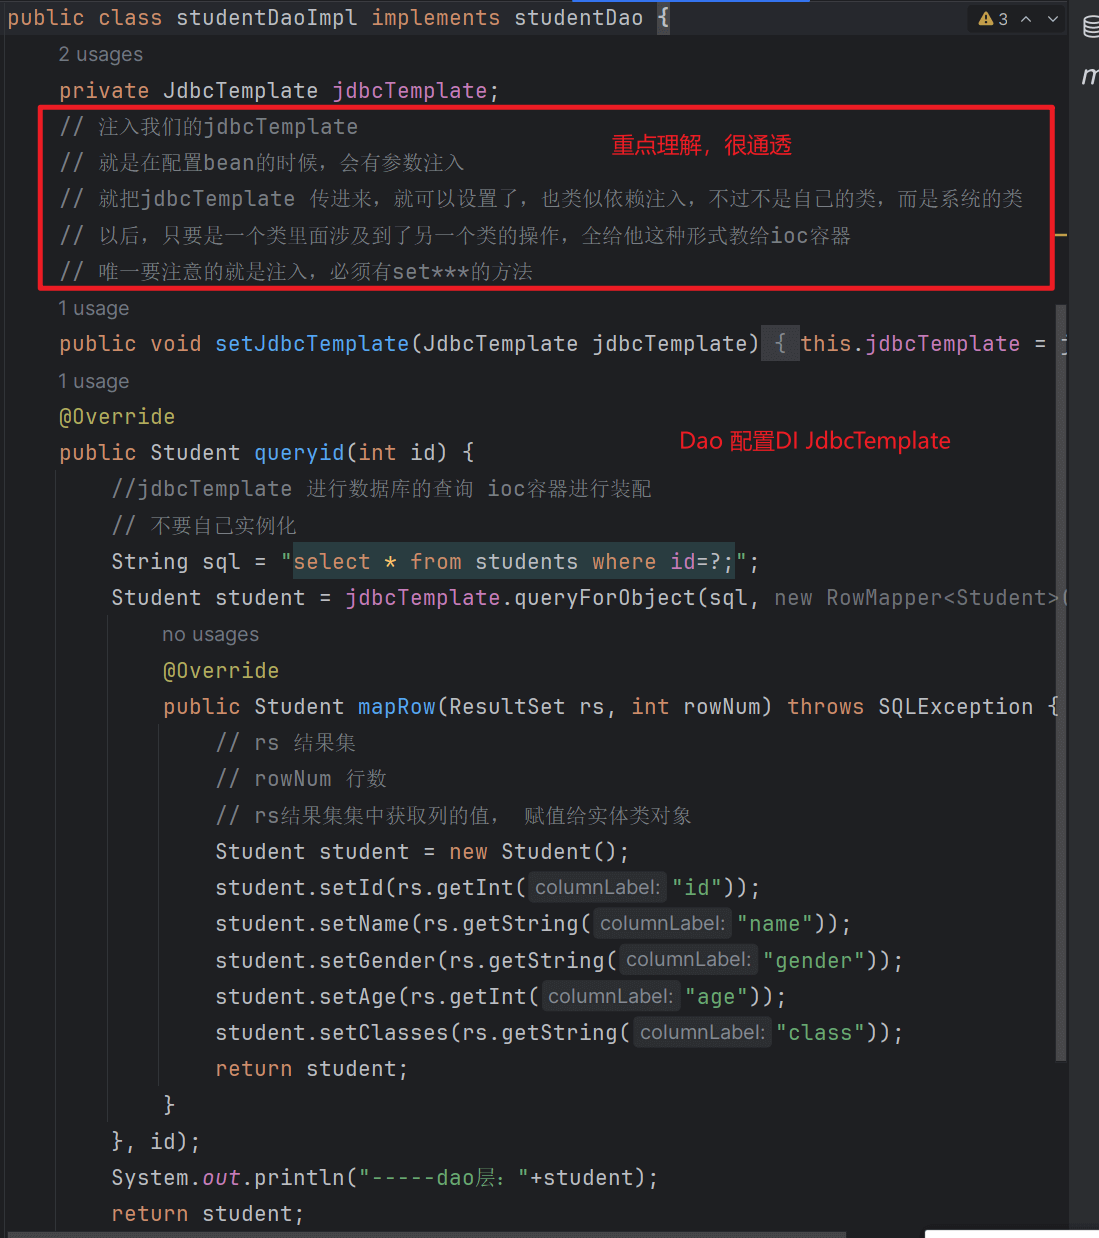 public class studentDaoImpl implements studentDao {
3
2 usages
private JdbcTemplate jdbcTemplate;
// 注入我们的jdbcTemplate
重点理解，很通透
// 就是在配置bean的时候，会有参数注入
// 就把jdbcTemplate 传进来，就可以设置了，也类似依赖注入，不过不是自己的类，而是系统的类
// 以后，只要是一个类里面涉及到了另一个类的操作，全给他这种形式教给ioc容器
// 唯一要注意的就是注入，必须有set***的方法
1 usage
public void setJdbcTemplate(JdbcTemplate jdbcTemplate) { this.jdbcTemplate =
1 usage
@Override
public Student queryid(int id) {
Dao 配置DI JdbcTemplate
//jdbcTemplate 进行数据库的查询 ioc容器进行装配
// 不要自己实例化
String sql = "select * from students where id=?;";
Student student = jdbcTemplate.queryForObject(sql, new RowMapper<Student>(
no usages
@Override
public Student mapRow(ResultSet rs, int rowNum) throws SQLException {
// rs 结果集
// rowNum 行数
// rs结果集集中获取列的值， 赋值给实体类对象
Student student = new Student();
student.setId(rs.getInt( columnLabel: "id"));
student.setName(rs.getString( columnLabel: "name"));
student.setGender(rs.getString( columnLabel: "gender"));
student.setAge(rs.getInt( columnLabel: "age"));
student.setClasses(rs.getString( columnLabel: "class"));
return student;
}
}, id);
System.out.println("-----dao层："+student);
return student;